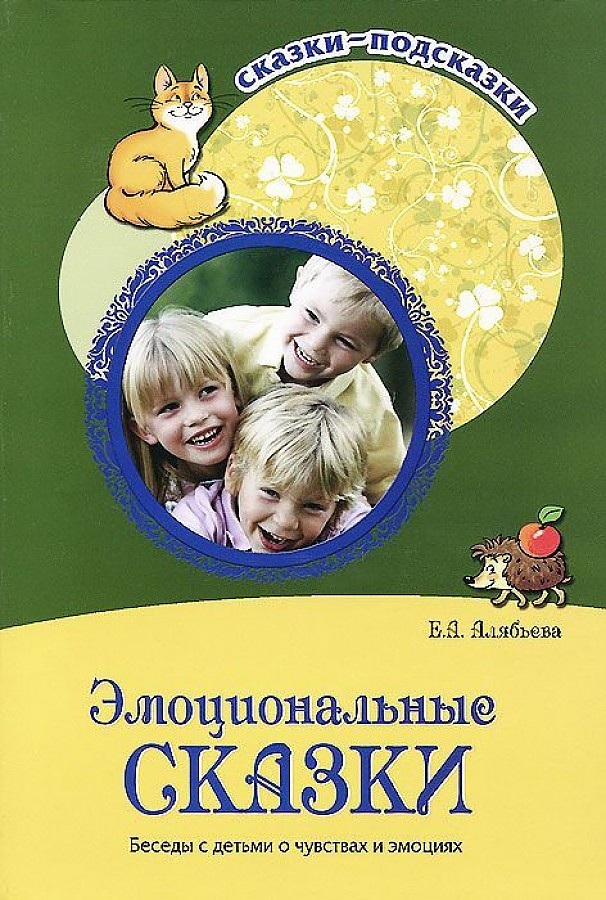 сказки-подсказки
Е.А. Алябьева
Эмоциональные
СКАЗКИ
Беседы с детьми о чувствах и эмоциях